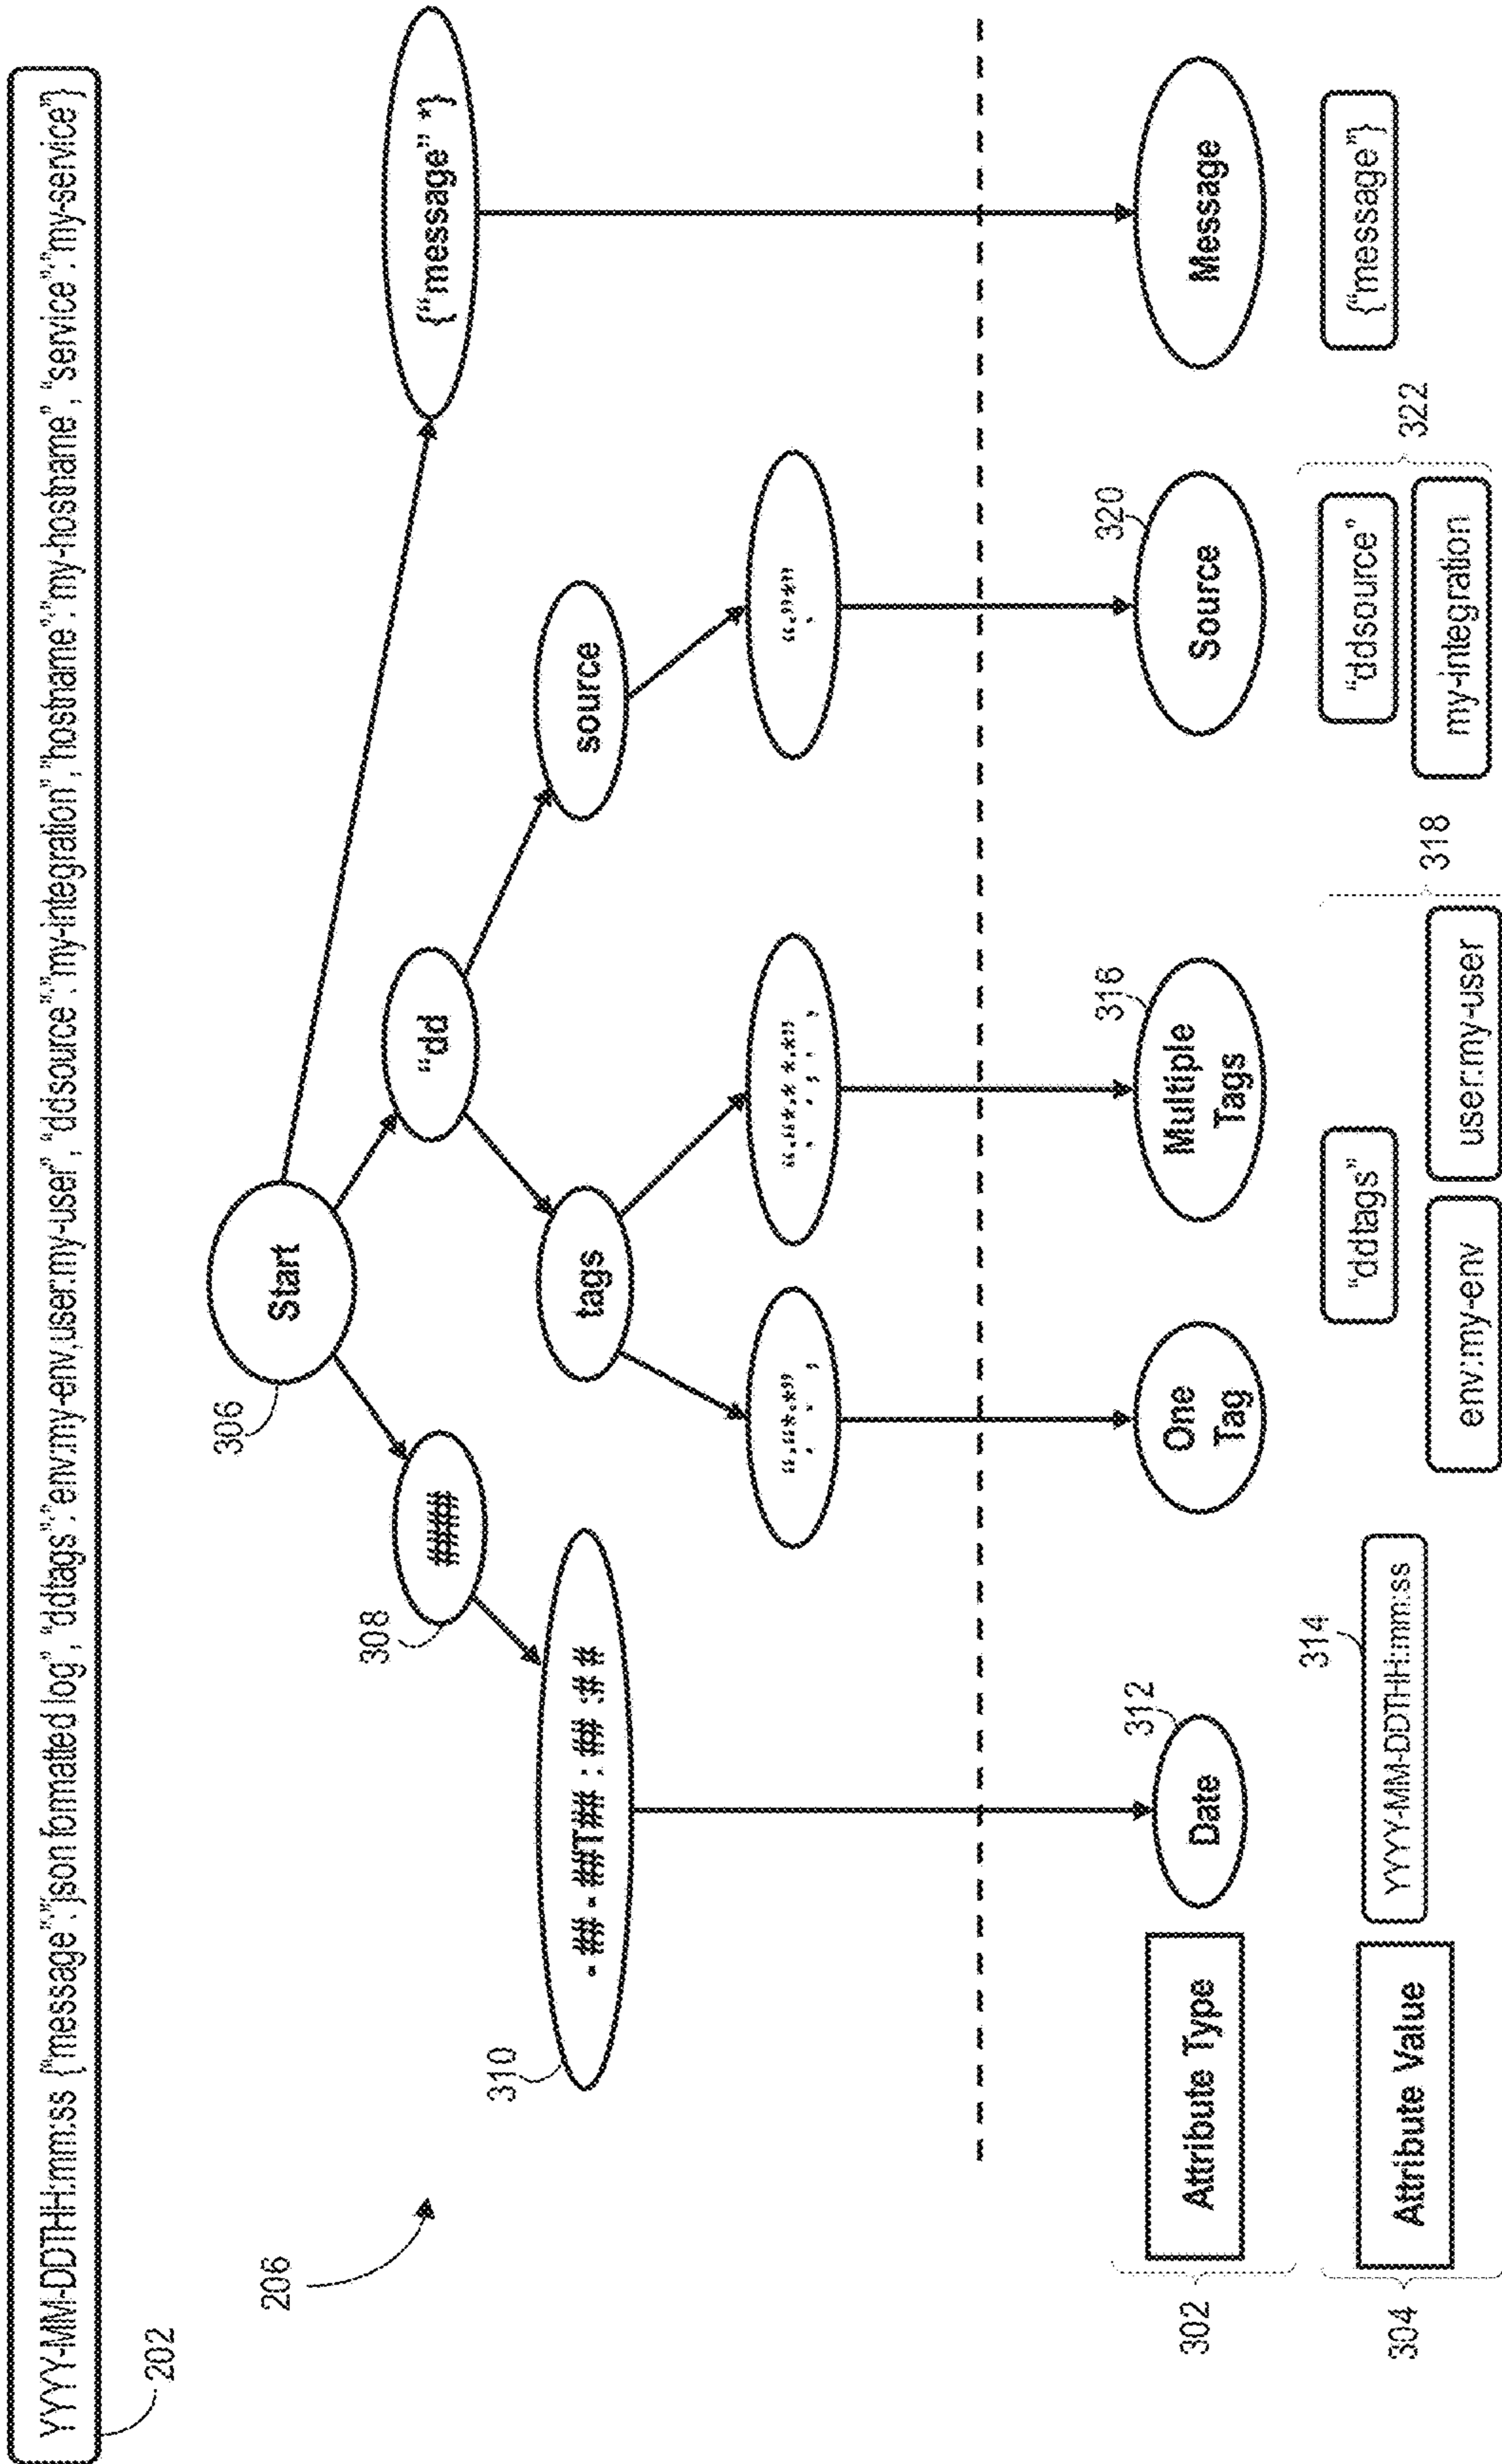 YYYY-MM-DDTHH:mm:ss {"message":"json formatted log", "ddtags":"env:my-env,user:my-user", "ddsource":"my-integration","hostname":"my-hostname", "service":"my-service"}
202
206
306
Start
308
####
"dd
{"message" *}
310
-##-##T##:##:##
tags
source
Date
312
One
Tag
Multiple
Tags
316
Source
320
Message
302
Attribute Type
304
Attribute Value
314
YYYY-MM-DDTHH:mm:ss
"ddtags"
env:my-env
user:my-user
318
"ddsource"
my-integration
322
{"message"}